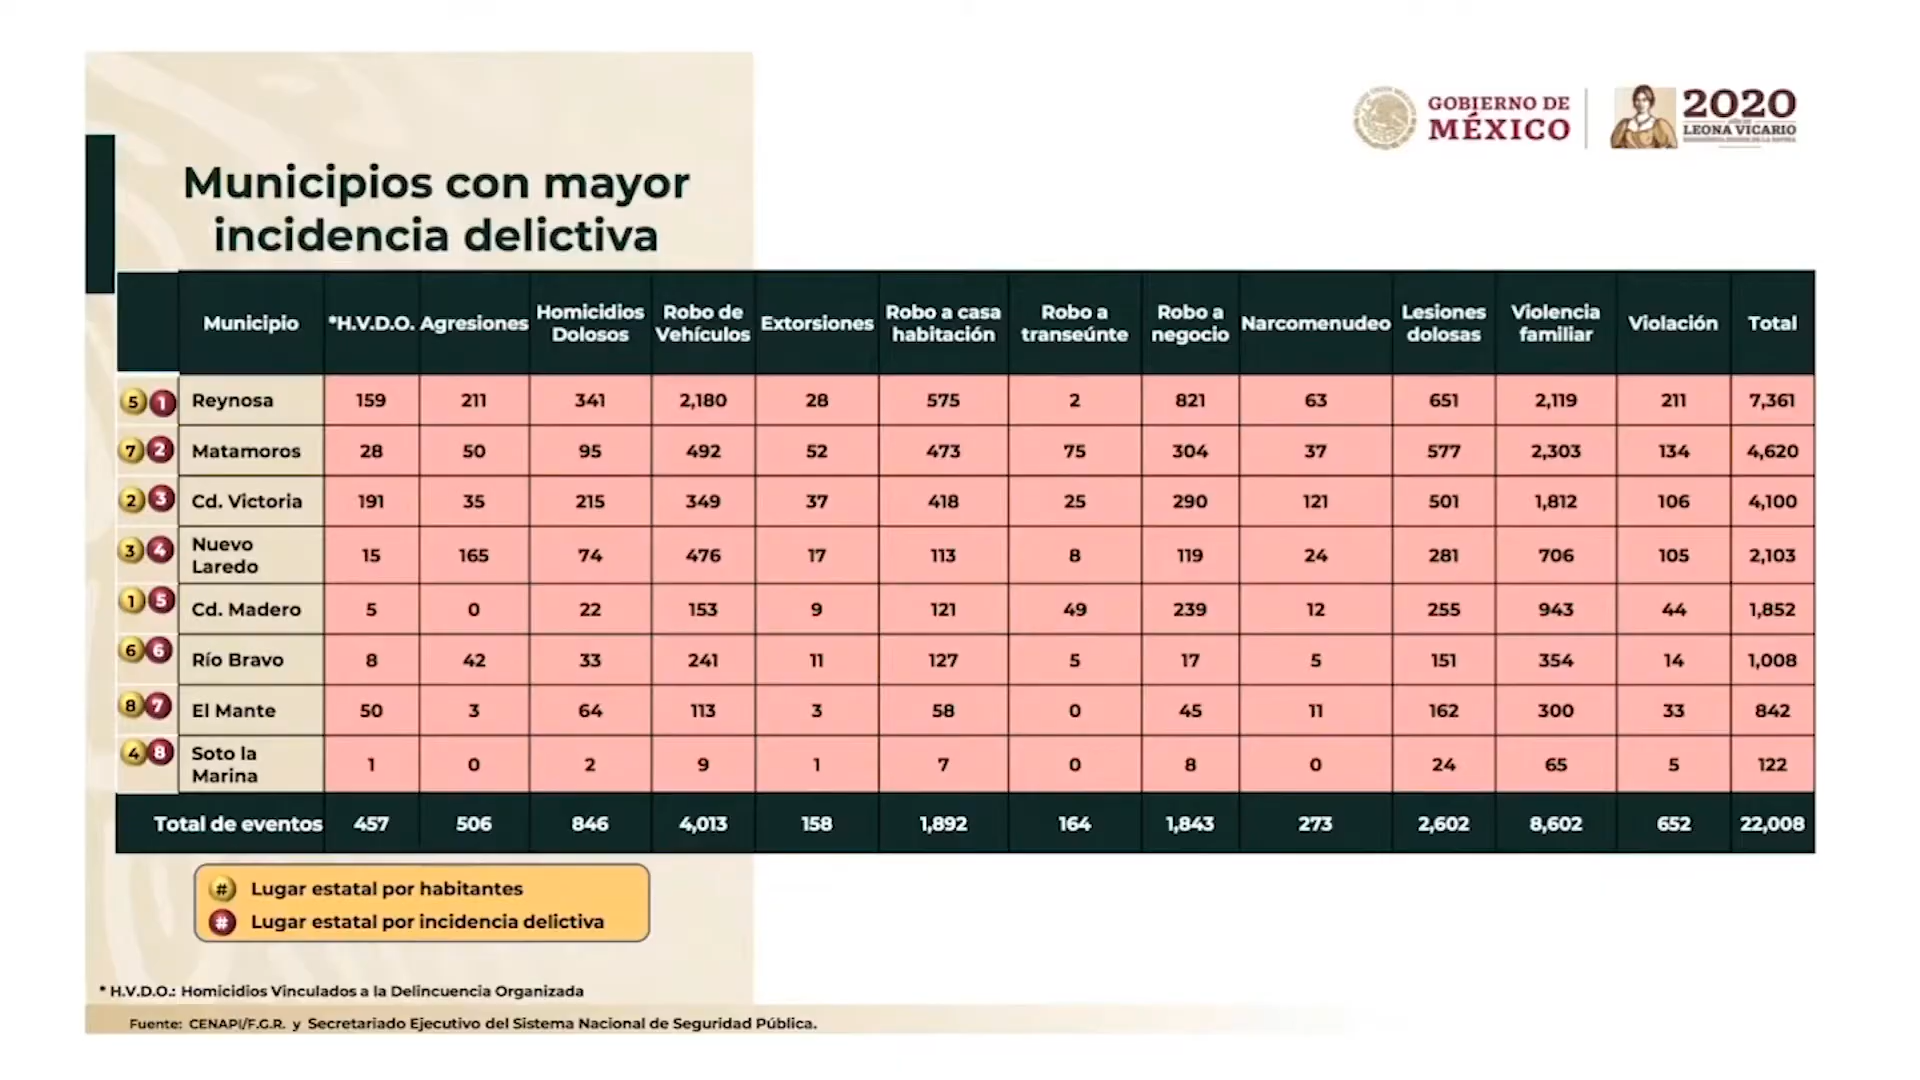 GOBIERNO DE
MÉXICO
2020
LEONA VICARIO
Municipios con mayor
incidencia delictiva
Municipio *H.V.D.O. Agresiones Homicidios Dolosos Robo de Vehículos Extorsiones Robo a casa habitación Robo a transeúnte Robo a negocio Narcomenudeo Lesiones dolosas Violencia familiar Violación Total
5 1 Reynosa 159 211 341 2,180 28 575 2 821 63 651 2,119 211 7,361
7 2 Matamoros 28 50 95 492 52 473 75 304 37 577 2,303 134 4,620
2 3 Cd. Victoria 191 35 215 349 37 418 25 290 121 501 1,812 106 4,100
3 4 Nuevo Laredo 15 165 74 476 17 113 8 119 24 281 706 105 2,103
1 5 Cd. Madero 5 0 22 153 9 121 49 239 12 255 943 44 1,852
6 6 Río Bravo 8 42 33 241 11 127 5 17 5 151 354 14 1,008
8 7 El Mante 50 3 64 113 3 58 0 45 11 162 300 33 842
4 8 Soto la Marina 1 0 2 9 1 7 0 8 0 24 65 5 122
Total de eventos 457 506 846 4,013 158 1,892 164 1,843 273 2,602 8,602 652 22,008
# Lugar estatal por habitantes
# Lugar estatal por incidencia delictiva
* H.V.D.O.: Homicidios Vinculados a la Delincuencia Organizada
Fuente: CENAPI/F.G.R. y Secretariado Ejecutivo del Sistema Nacional de Seguridad Pública.